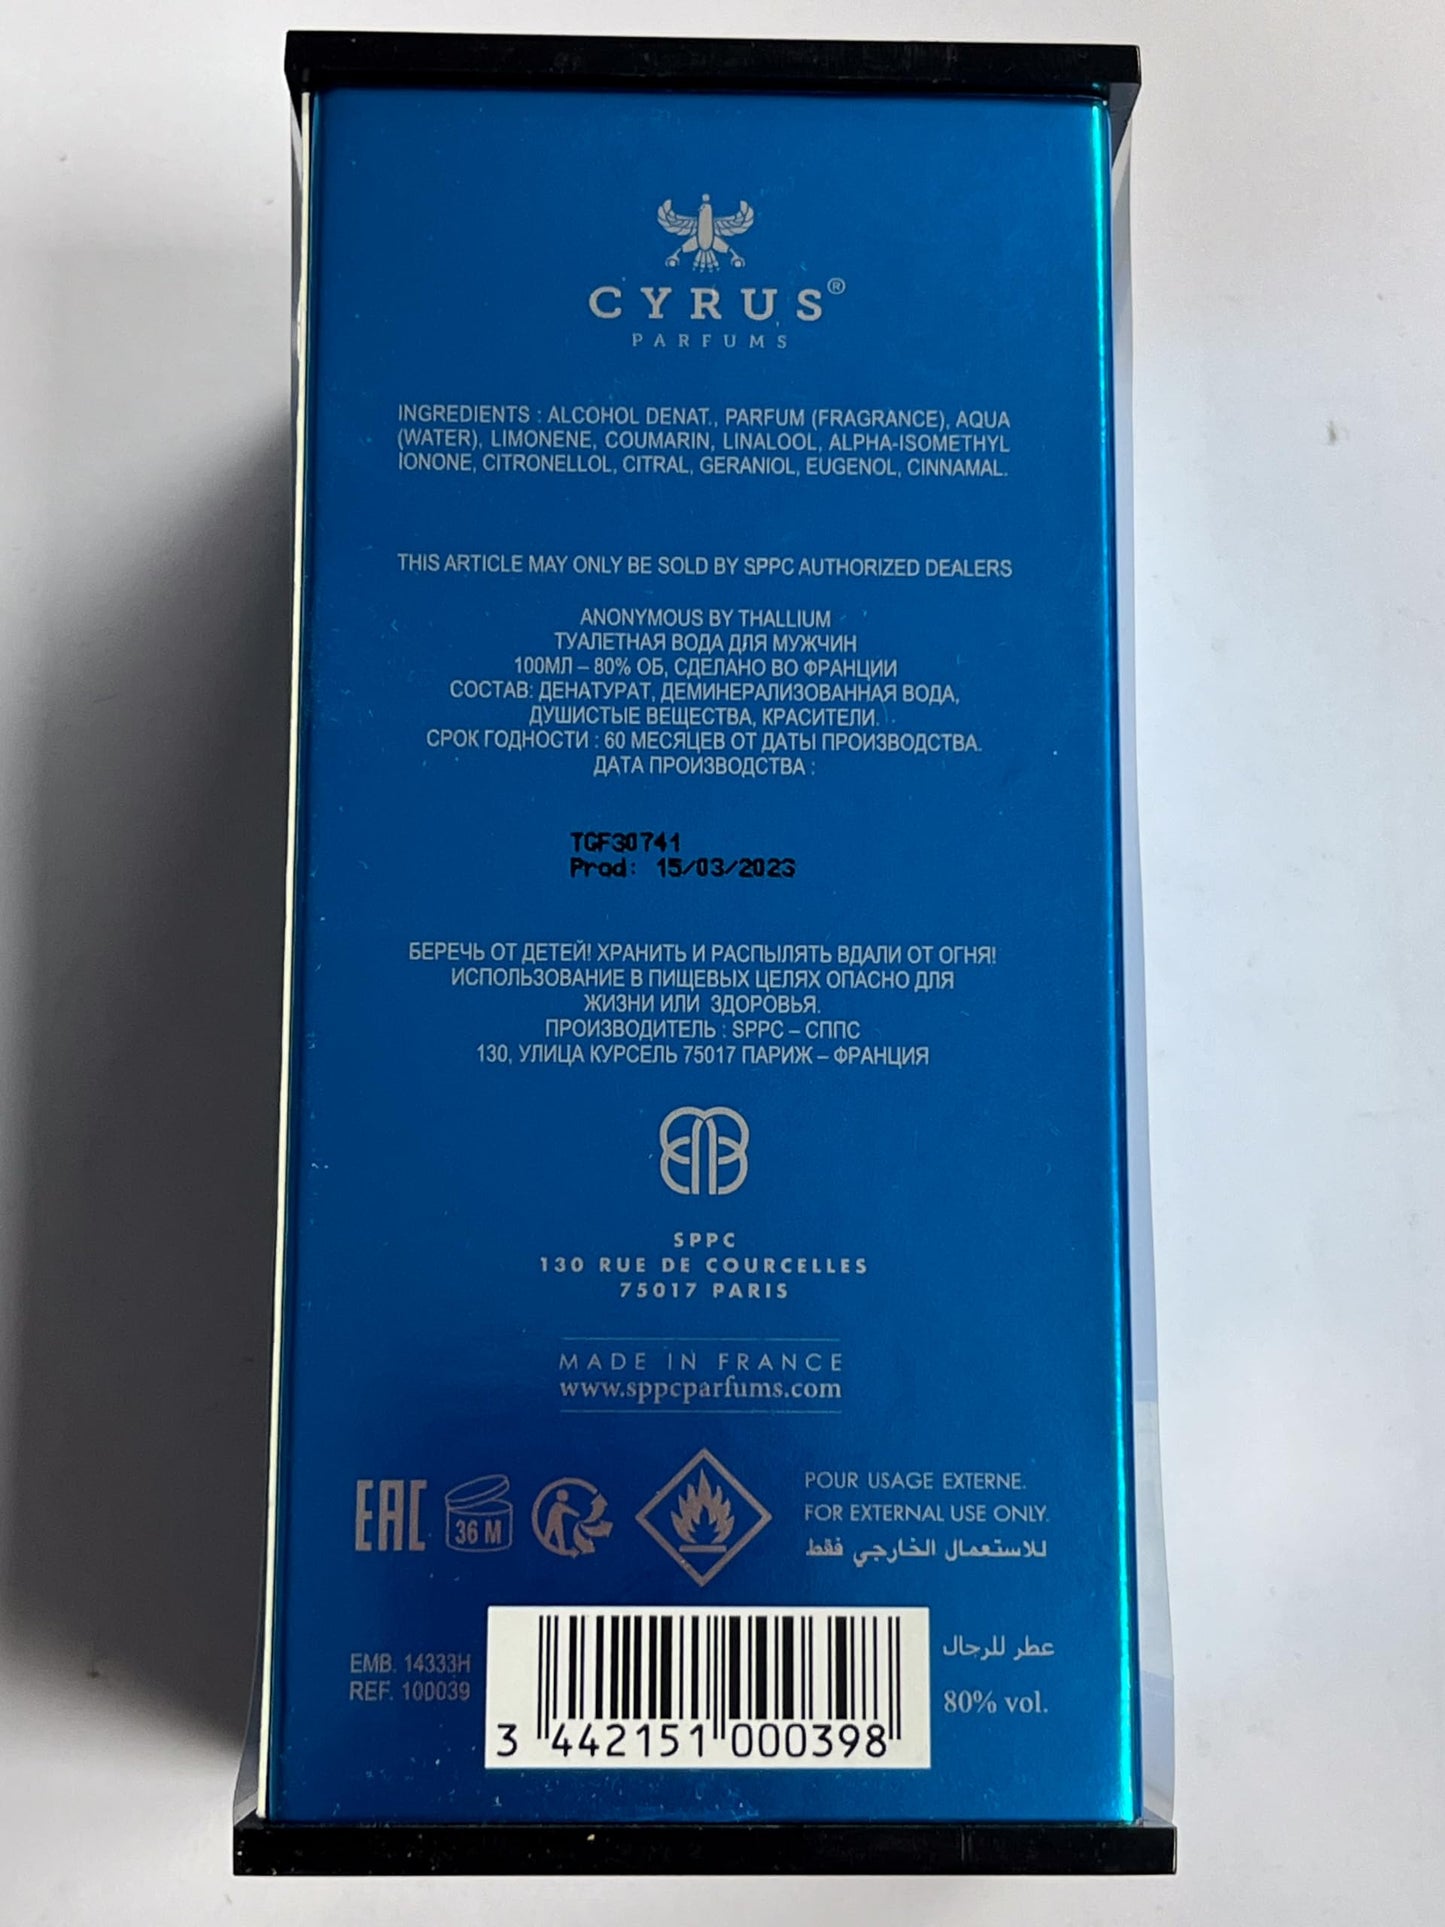 CYRUS®
PARFUMS
INGREDIENTS : ALCOHOL DENAT., PARFUM (FRAGRANCE), AQUA
(WATER), LIMONENE, COUMARIN, LINALOOL, ALPHA-ISOMETHYL
IONONE, CITRONELLOL, CITRAL, GERANIOL, EUGENOL, CINNAMAL.
THIS ARTICLE MAY ONLY BE SOLD BY SPPC AUTHORIZED DEALERS
ANONYMOUS BY THALLIUM
ТУАЛЕТНАЯ ВОДА ДЛЯ МУЖЧИН
100МЛ – 80% ОБ, СДЕЛАНО ВО ФРАНЦИИ
СОСТАВ: ДЕНАТУРАТ, ДЕМИНЕРАЛИЗОВАННАЯ ВОДА,
ДУШИСТЫЕ ВЕЩЕСТВА, КРАСИТЕЛИ.
СРОК ГОДНОСТИ : 60 МЕСЯЦЕВ ОТ ДАТЫ ПРОИЗВОДСТВА.
ДАТА ПРОИЗВОДСТВА :
TGF30741
Prod: 15/03/2023
БЕРЕЧЬ ОТ ДЕТЕЙ! ХРАНИТЬ И РАСПЫЛЯТЬ ВДАЛИ ОТ ОГНЯ!
ИСПОЛЬЗОВАНИЕ В ПИЩЕВЫХ ЦЕЛЯХ ОПАСНО ДЛЯ
ЖИЗНИ ИЛИ ЗДОРОВЬЯ.
ПРОИЗВОДИТЕЛЬ : SPPC – СППС
130, УЛИЦА КУРСЕЛЬ 75017 ПАРИЖ – ФРАНЦИЯ
SPPC
130 RUE DE COURCELLES
75017 PARIS
MADE IN FRANCE
www.sppcparfums.com
EAC
36 M
POUR USAGE EXTERNE.
FOR EXTERNAL USE ONLY.
للاستعمال الخارجي فقط
EMB. 14333H
REF. 100039
3 442151 000398
عطر للرجال
80% vol.